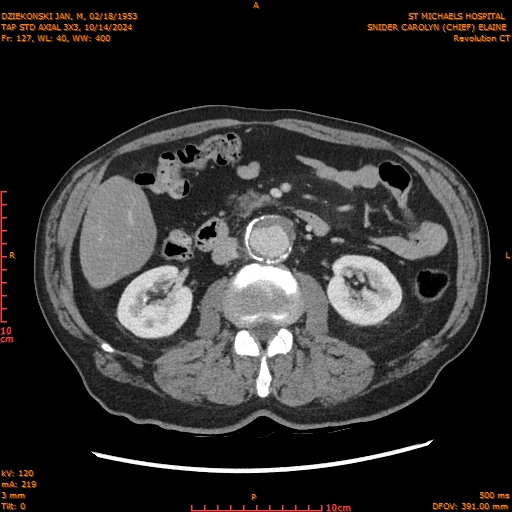 A
DZIEKONSKI JAN, M, 02/18/1953
TAP STD AXIAL 3X3, 10/14/2024
Fr: 127, WL: 40, WW: 400
ST MICHAELS HOSPITAL
SNIDER CAROLYN (CHIEF) ELAINE
Revolution CT
R
L
10
cm
kV: 120
mA: 219
3 mm
Tilt: 0
P
10cm
500 ms
DFOV: 391.00 mm